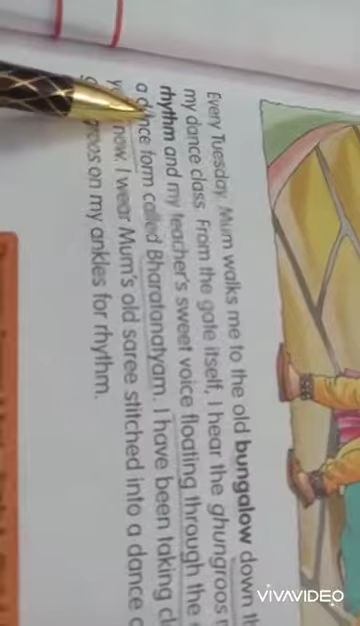 Every Tuesday, Mum walks me to the old bungalow down
my dance class. From the gate itself, I hear the ghungroos
rhythm and my teacher's sweet voice floating through the
a dance form called Bharatanatyam. I have been taking
now. I wear Mum's old saree stitched into a dance
on my ankles for rhythm.
VIVAVIDEO